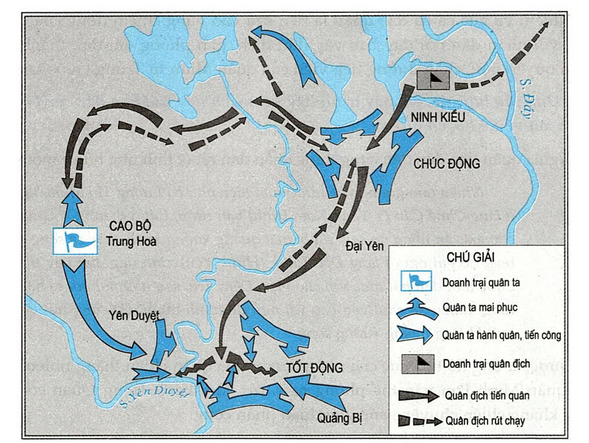 S. Đáy
NINH KIỀU
CHÚC ĐỘNG
CAO BỘ
Trung Hoà
Đại Yên
Yên Duyệt
TỐT ĐỘNG
S. Yên Duyệt
Quảng Bị
CHÚ GIẢI
Doanh trại quân ta
Quân ta mai phục
Quân ta hành quân, tiến công
Doanh trại quân địch
Quân địch tiến quân
Quân địch rút chạy